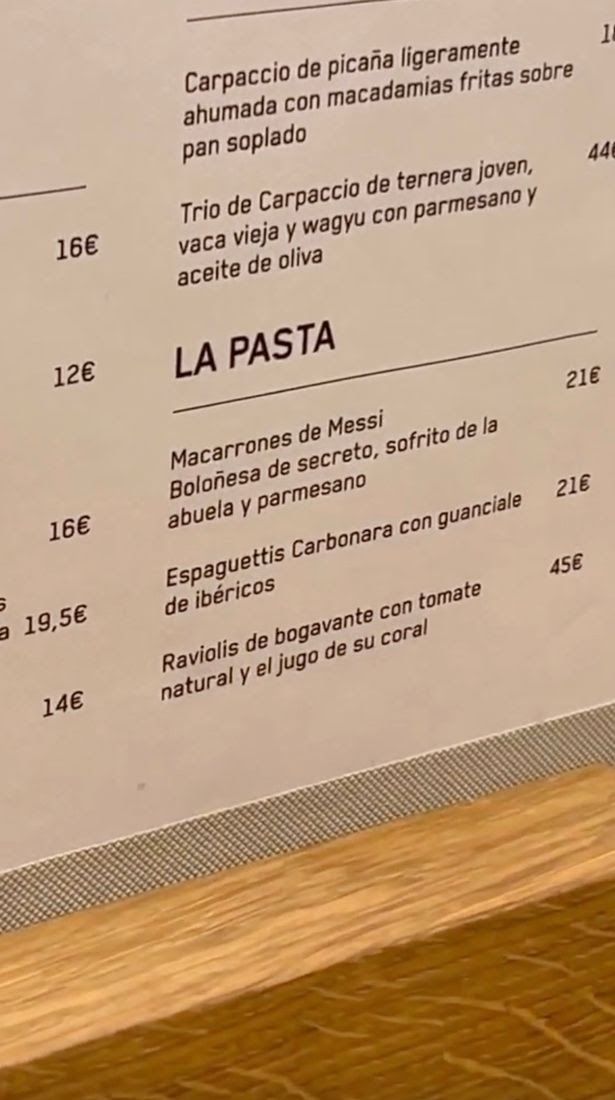 16€
12€
16€
19,5€
14€
Carpaccio de picaña ligeramente
ahumada con macadamias fritas sobre
pan soplado
Trio de Carpaccio de ternera joven, 44€
vaca vieja y wagyu con parmesano y
aceite de oliva
LA PASTA
Macarrones de Messi 21€
Boloñesa de secreto, sofrito de la
abuela y parmesano
Espaguettis Carbonara con guanciale 21€
de ibéricos
Raviolis de bogavante con tomate 45€
natural y el jugo de su coral